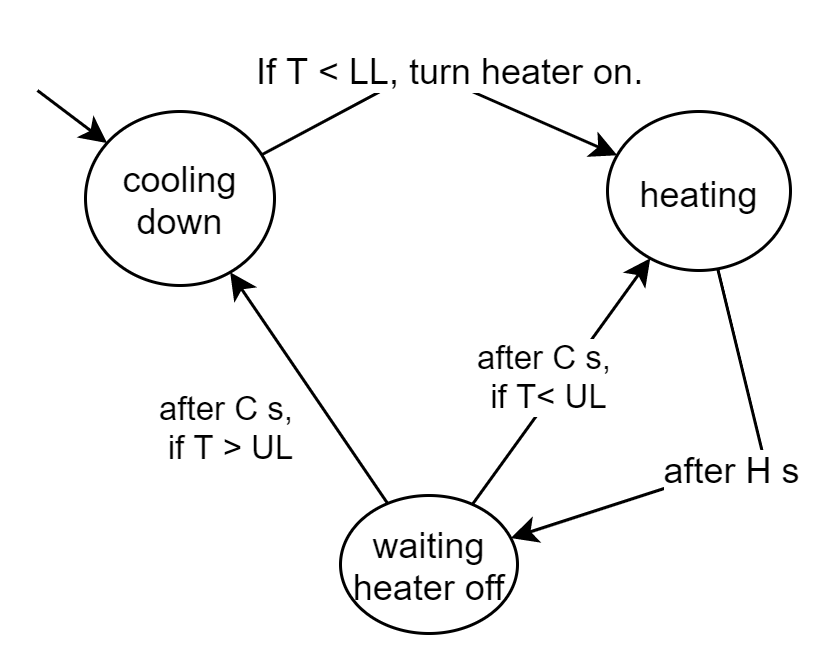 If T < LL, turn heater on.
cooling
down
heating
after C s,
if T< UL
after C s,
if T > UL
after H s
waiting
heater off